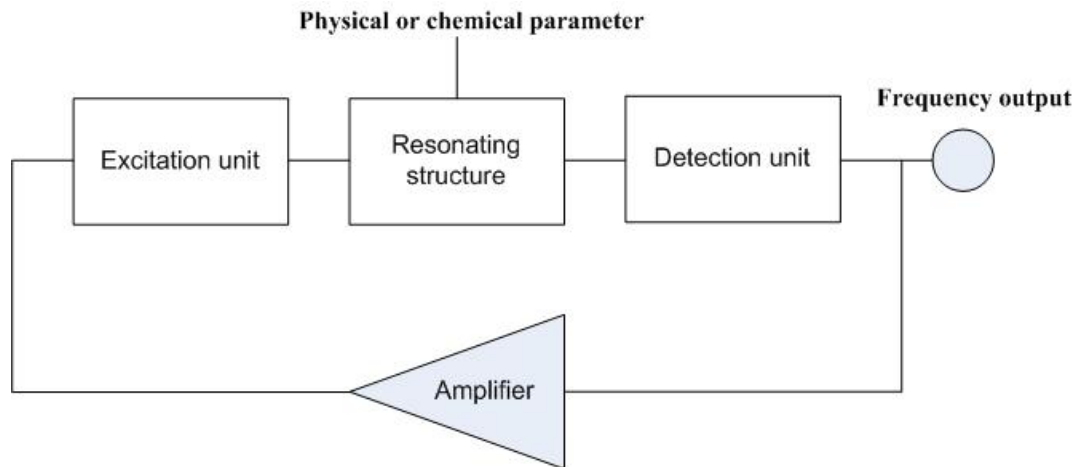 Physical or chemical parameter
Frequency output
Excitation unit
Resonating
structure
Detection unit
Amplifier